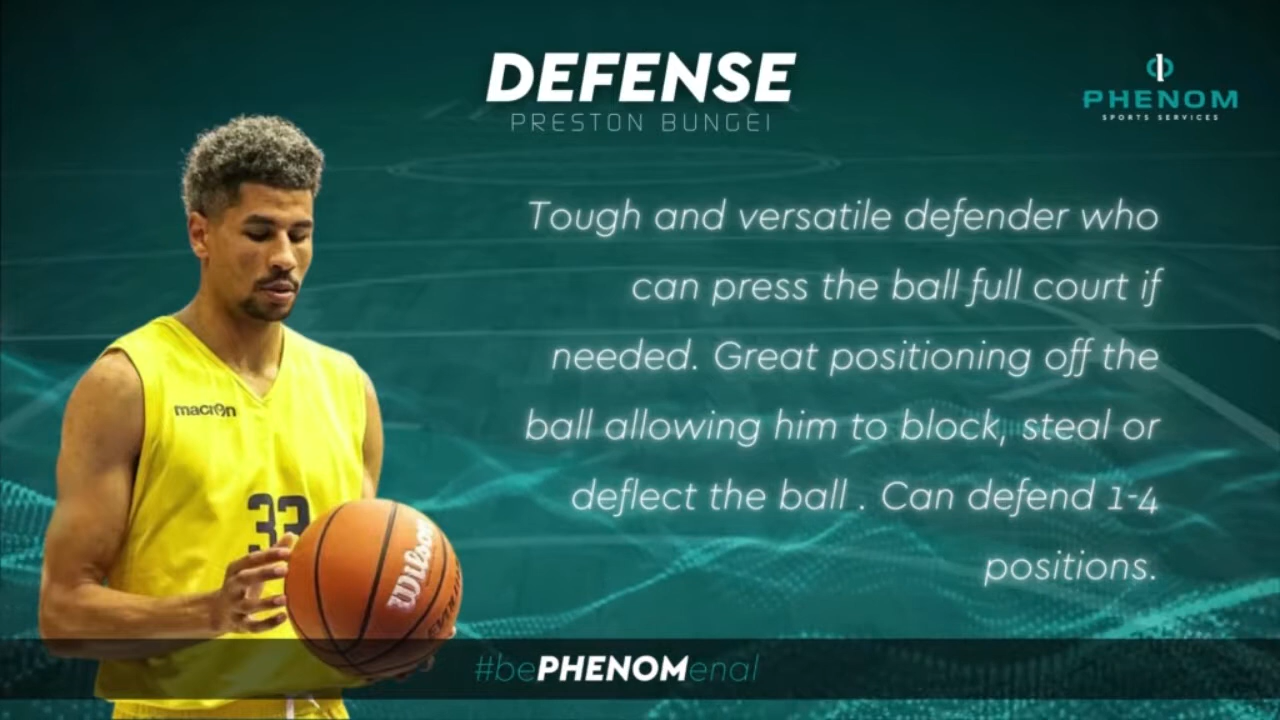 DEFENSE
PRESTON BUNGEI
PHENOM
SPORTS SERVICES
Tough and versatile defender who
can press the ball full court if
needed. Great positioning off the
ball allowing him to block, steal or
deflect the ball . Can defend 1-4
positions.
macron
33
Wilson
#bePHENOMenal